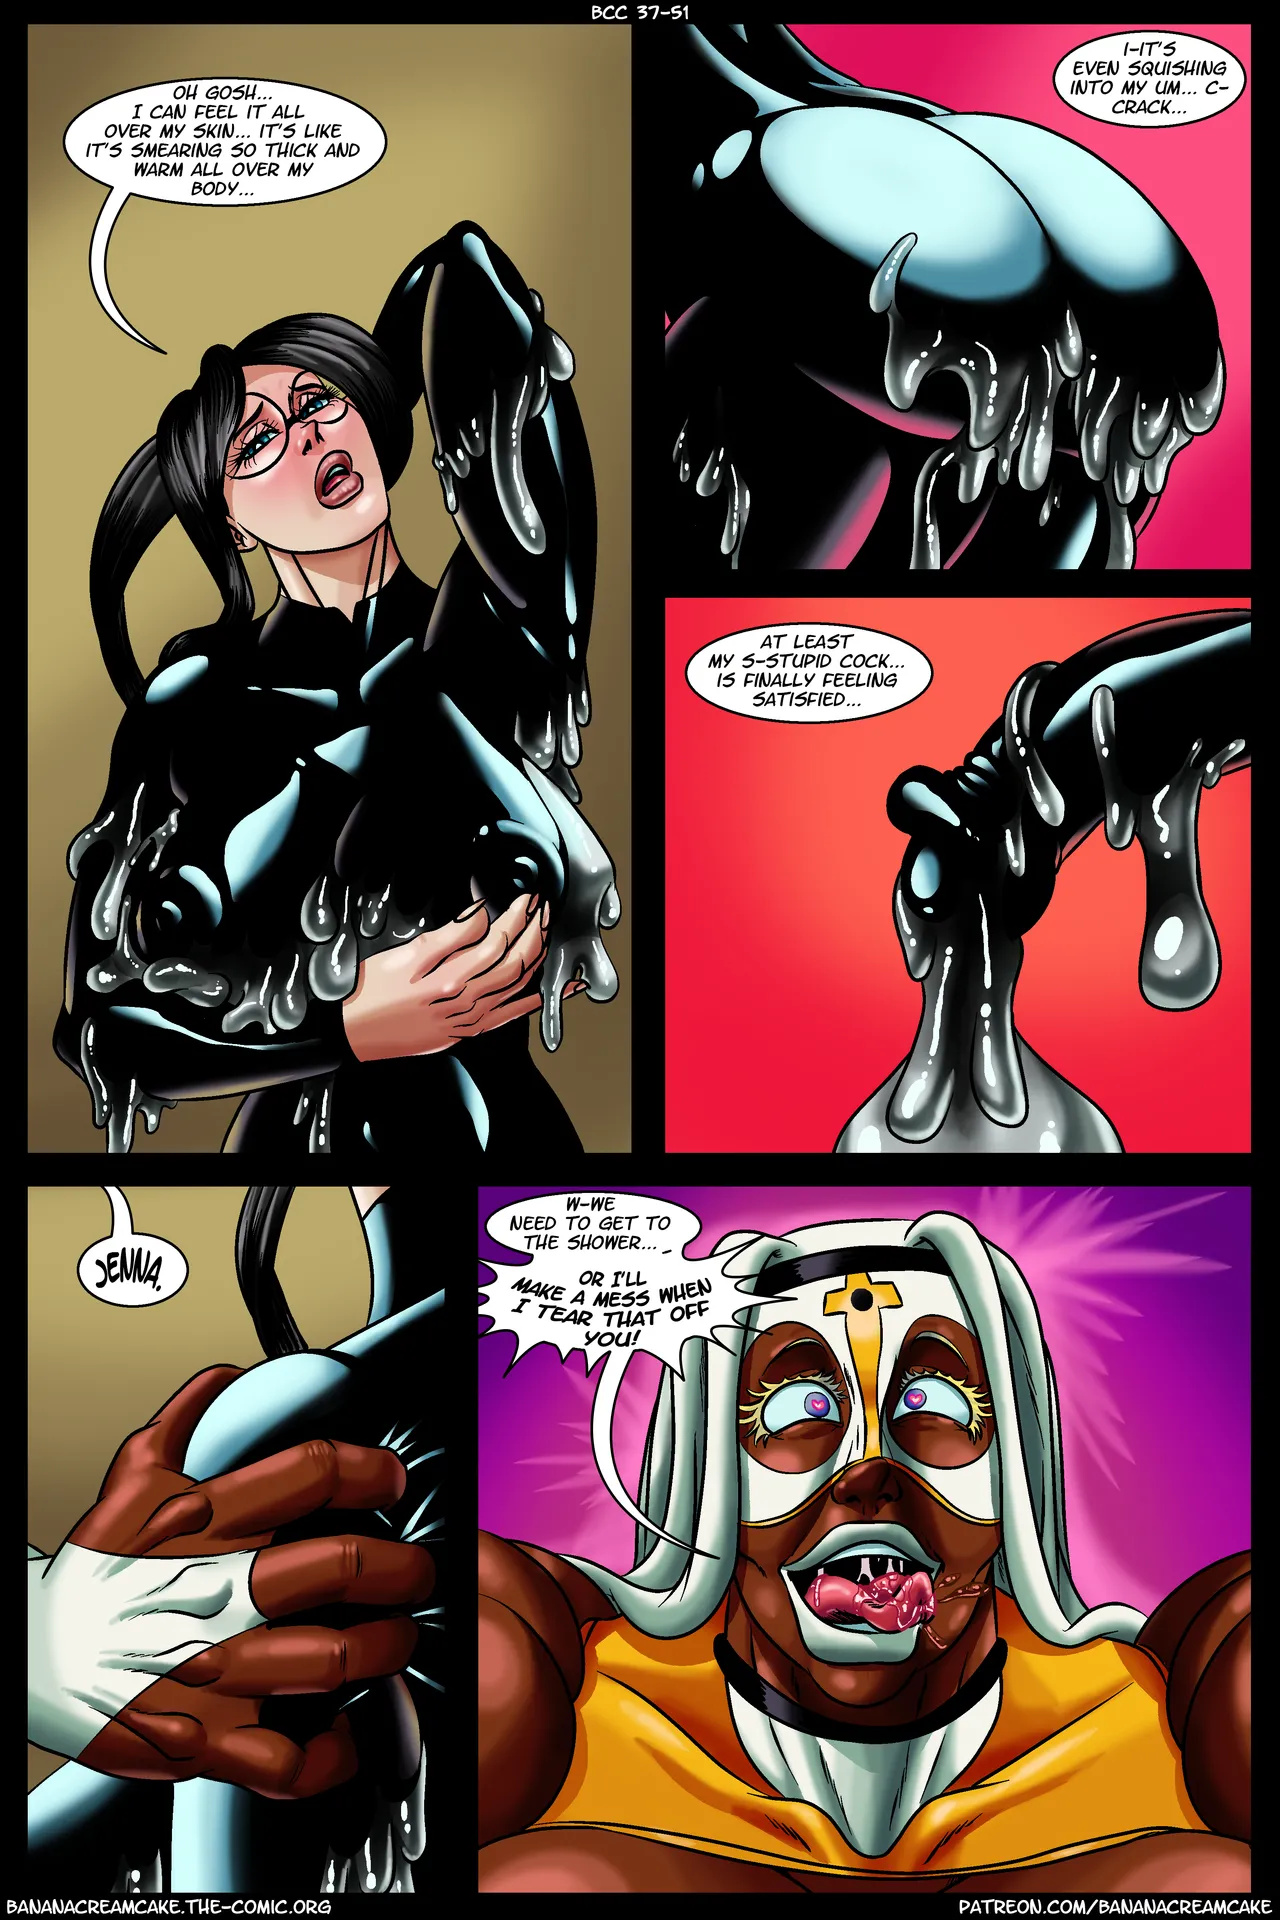 BCC 37-51
OH GOSH...
I CAN FEEL IT ALL
OVER MY SKIN... IT'S LIKE
IT'S SMEARING SO THICK AND
WARM ALL OVER MY
BODY...
I-IT'S
EVEN SQUISHING
INTO MY UM... C-
CRACK...
AT LEAST
MY S-STUPID COCK...
IS FINALLY FEELING
SATISFIED...
JENNA.
W-WE
NEED TO GET TO
THE SHOWER...
OR I'LL
MAKE A MESS WHEN
I TEAR THAT OFF
YOU!
BANANACREAMCAKE.THE-COMIC.ORG
PATREON.COM/BANANACREAMCAKE